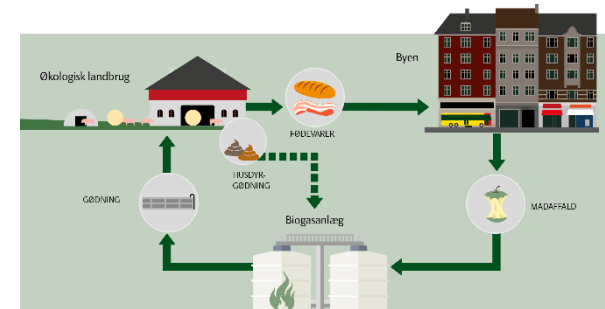 Økologisk landbrug
Byen
FØDEVARER
HUSDYR-
GØDNING
GØDNING
MADAFFALD
Biogasanlæg